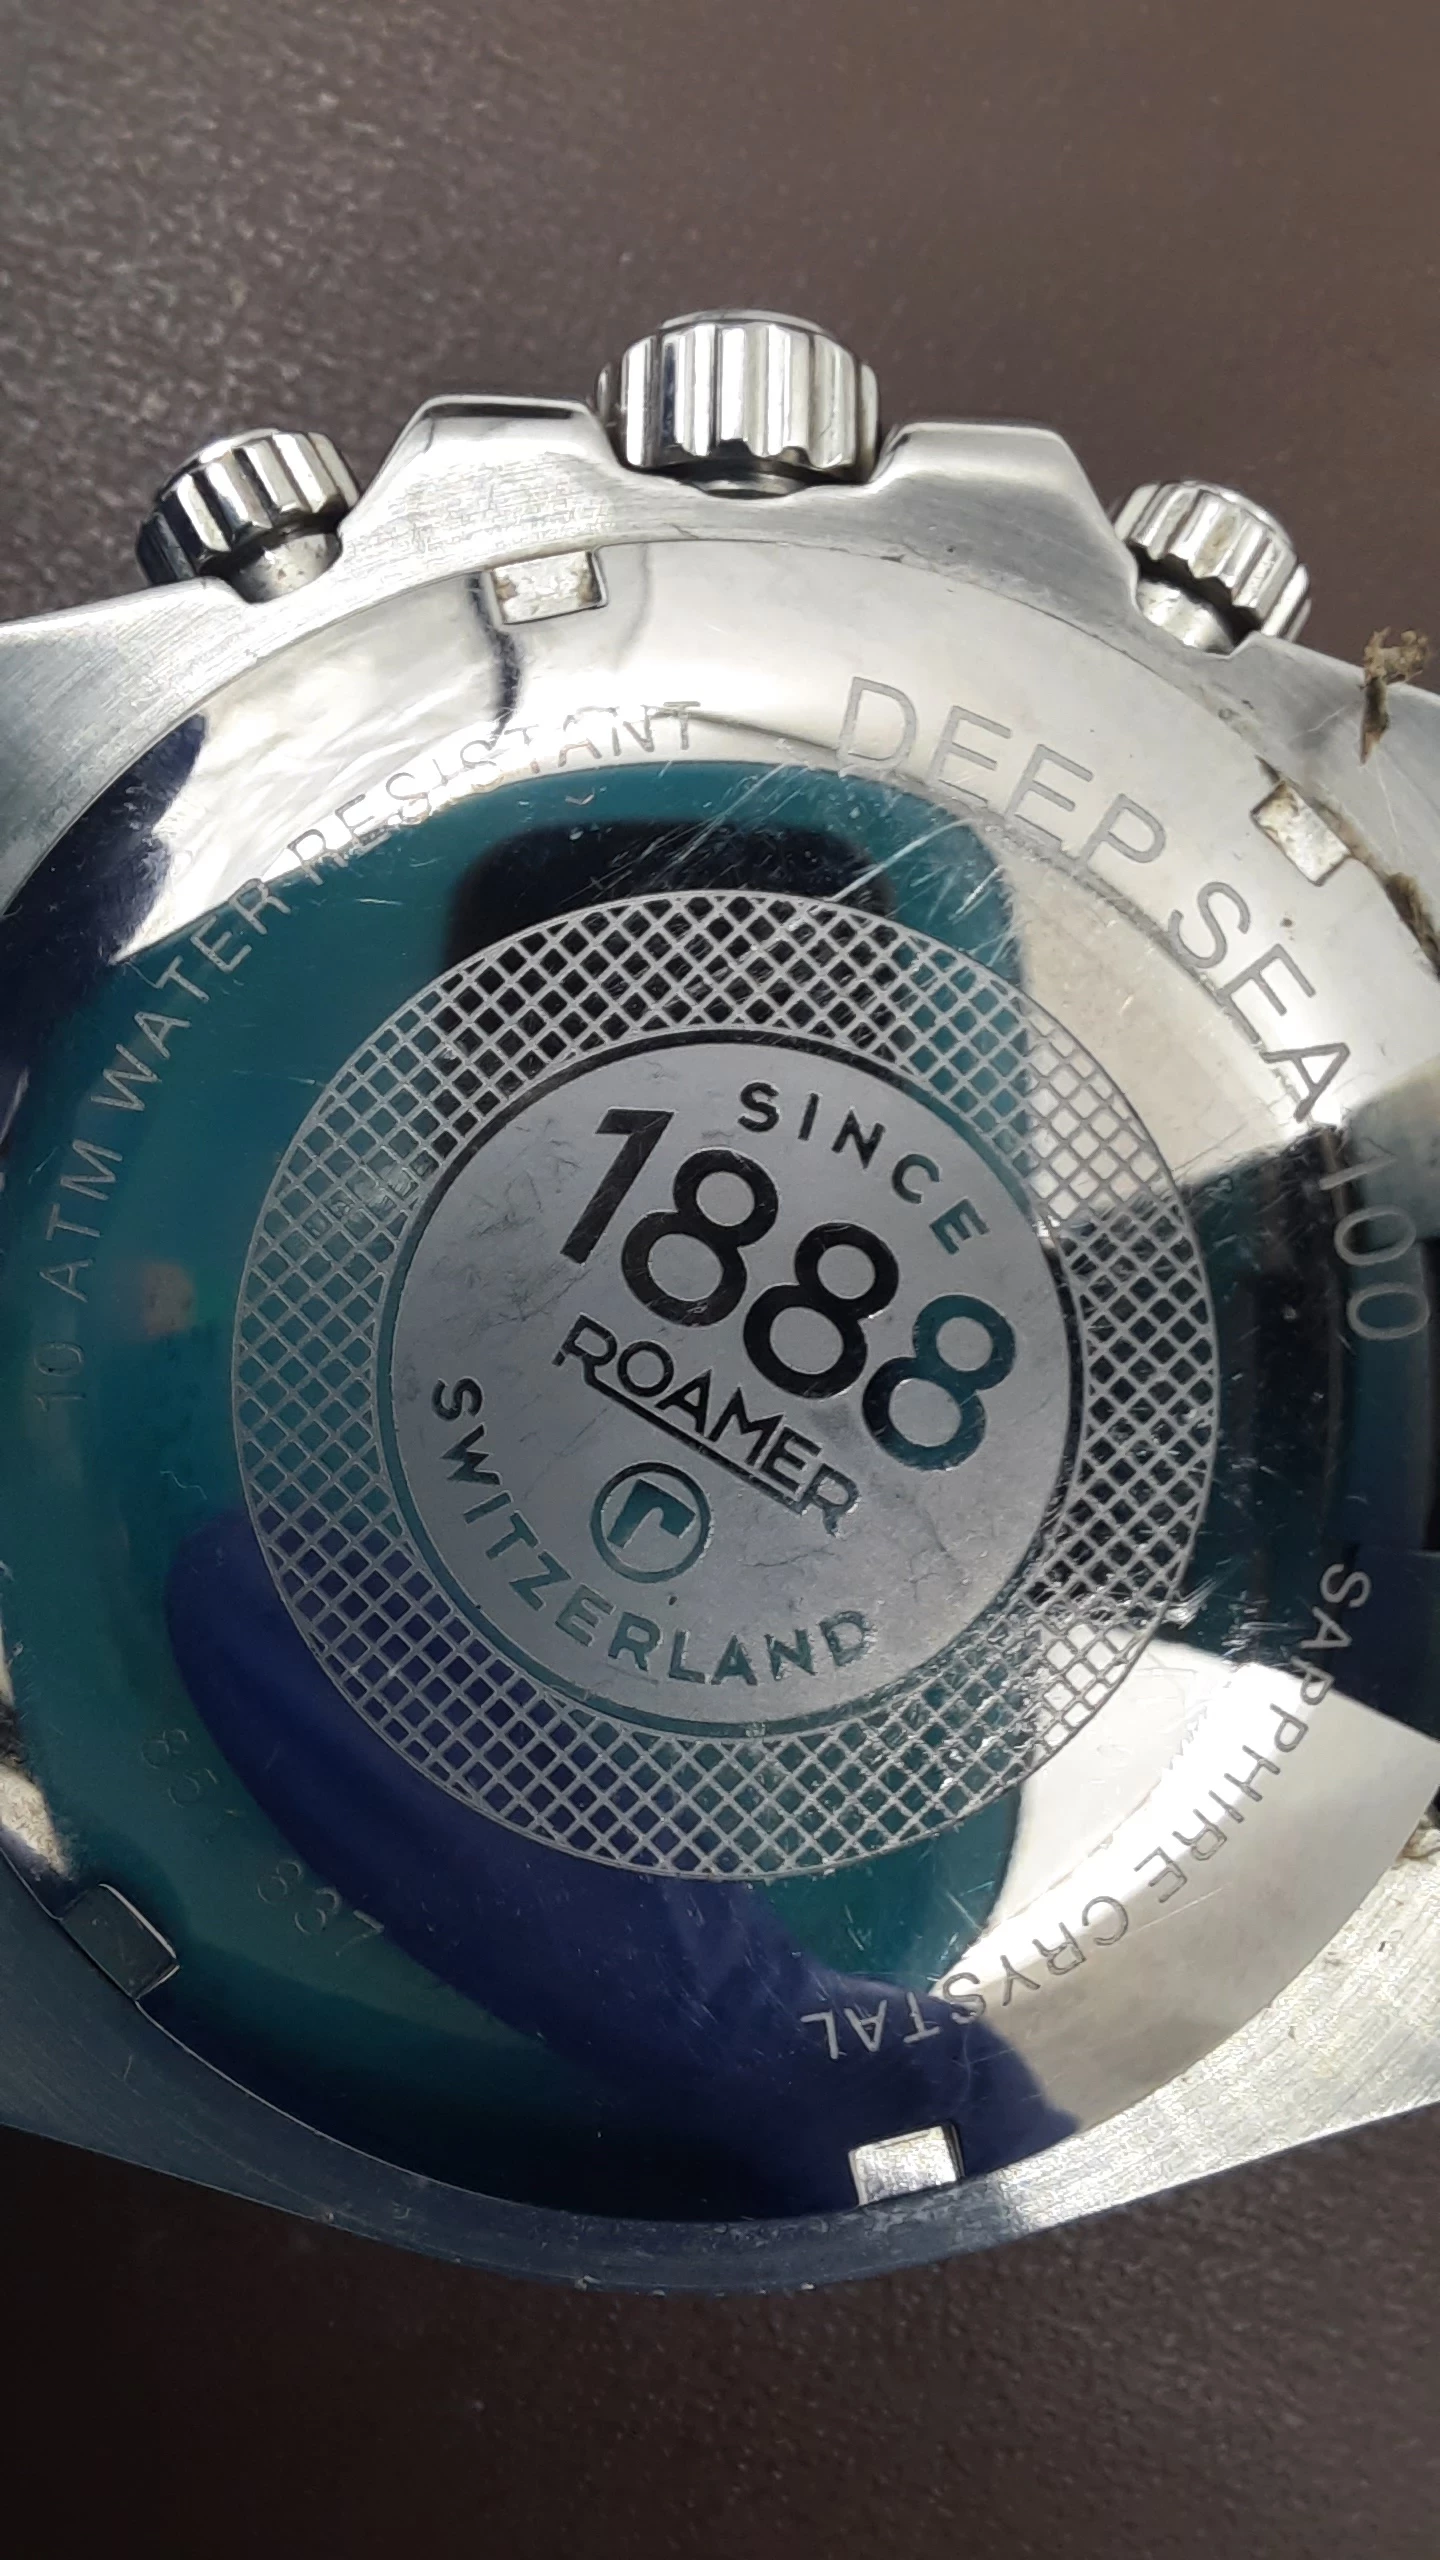 DEEP SEA 100
SAPPHIRE CRYSTAL
10 ATM WATER RESISTANT
SINCE
1888
ROAMER
r
SWITZERLAND